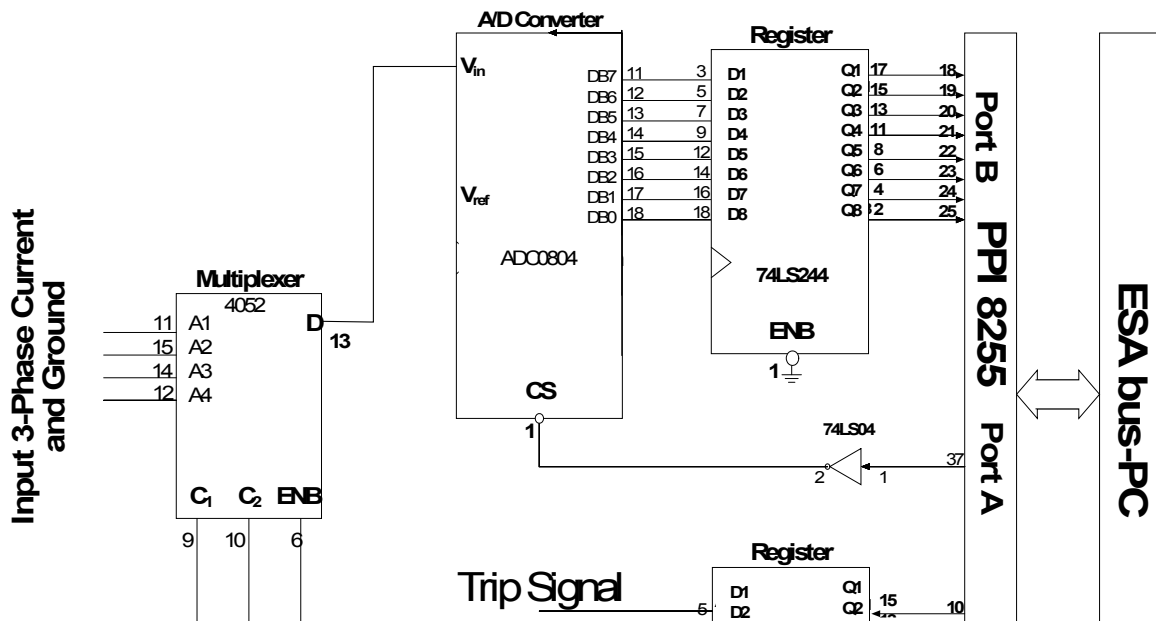 A/D Converter
Register
Vin
Vref
DB7 11
DB6 12
DB5 13
DB4 14
DB3 15
DB2 16
DB1 17
DB0 18
ADC0804
CS
1
3 D1
5 D2
7 D3
9 D4
12 D5
14 D6
16 D7
18 D8
Q1 17 18
Q2 15 19
Q3 13 20
Q4 11 21
Q5 8 22
Q6 6 23
Q7 4 24
Q8 2 25
74LS244
ENB
1
Port B
PPI 8255
Port A
ESA bus-PC
Input 3-Phase Current
and Ground
Multiplexer
4052
D
13
11 A1
15 A2
14 A3
12 A4
C1 C2 ENB
9 10 6
74LS04
2 1 37
Register
Trip Signal
D1 Q1
5 D2 Q2 15 10